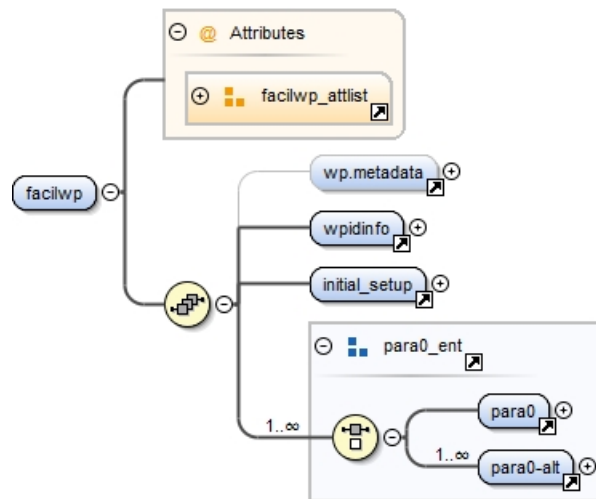 @ Attributes
facilwp_attlist
facilwp
wp.metadata
wpidinfo
initial_setup
para0_ent
1..∞
para0
1..∞
para0-alt